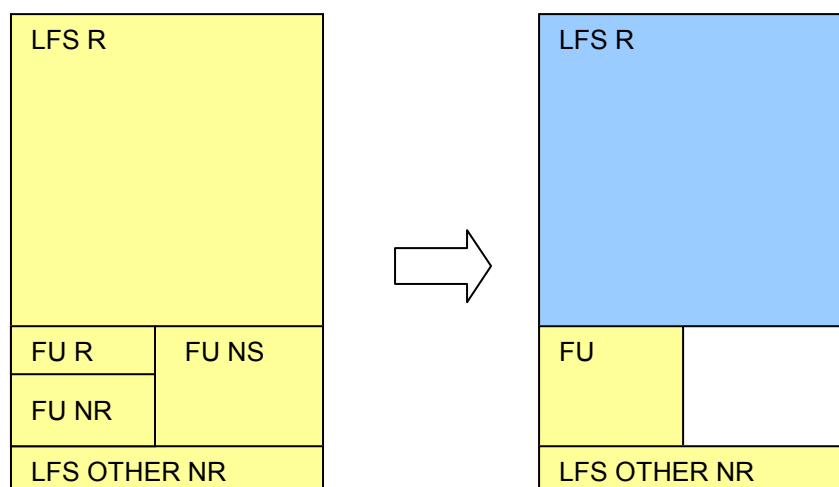 LFS R
FU R
FU NS
FU NR
LFS OTHER NR
LFS R
FU
LFS OTHER NR